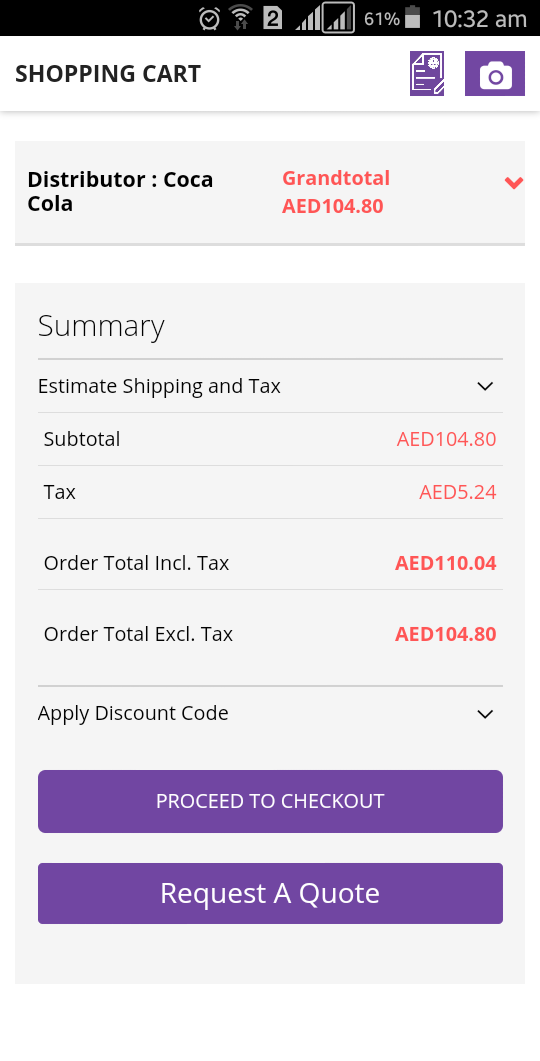 2 61% 10:32 am
SHOPPING CART
Distributor : Coca
Cola
Grandtotal
AED104.80
Summary
Estimate Shipping and Tax
Subtotal AED104.80
Tax AED5.24
Order Total Incl. Tax AED110.04
Order Total Excl. Tax AED104.80
Apply Discount Code
PROCEED TO CHECKOUT
Request A Quote